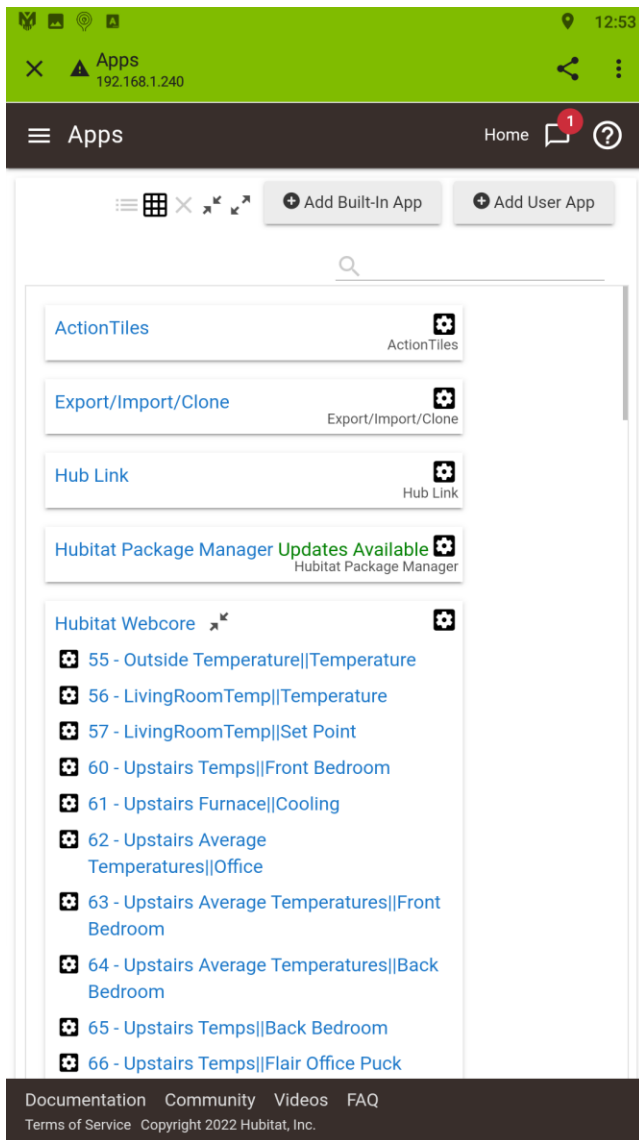 12:53
Apps
192.168.1.240
Apps
Home
1
Add Built-In App
Add User App
ActionTiles
ActionTiles
Export/Import/Clone
Export/Import/Clone
Hub Link
Hub Link
Hubitat Package Manager Updates Available
Hubitat Package Manager
Hubitat Webcore
55 - Outside Temperature||Temperature
56 - LivingRoomTemp||Temperature
57 - LivingRoomTemp||Set Point
60 - Upstairs Temps||Front Bedroom
61 - Upstairs Furnace||Cooling
62 - Upstairs Average
Temperatures||Office
63 - Upstairs Average Temperatures||Front
Bedroom
64 - Upstairs Average Temperatures||Back
Bedroom
65 - Upstairs Temps||Back Bedroom
66 - Upstairs Temps||Flair Office Puck
Documentation Community Videos FAQ
Terms of Service Copyright 2022 Hubitat, Inc.